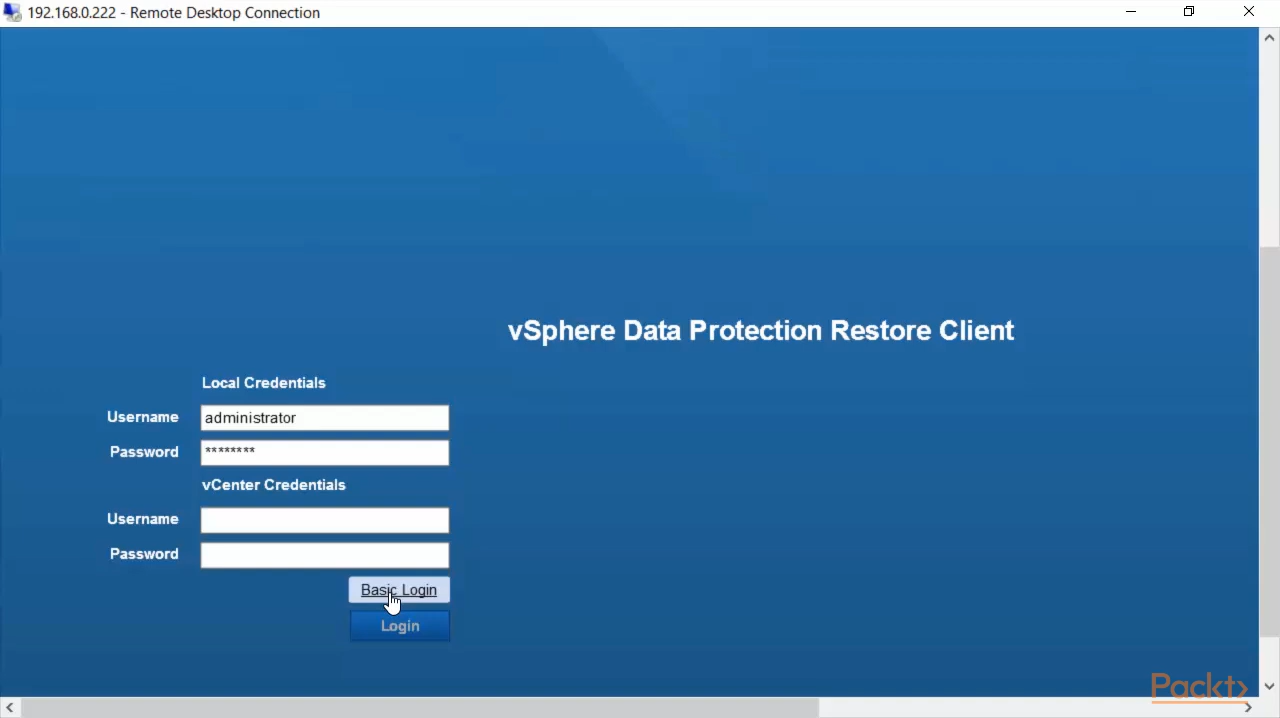 192.168.0.222 - Remote Desktop Connection
vSphere Data Protection Restore Client
Local Credentials
Username administrator
Password ********
vCenter Credentials
Username
Password
Basic Login
Login
Packt>